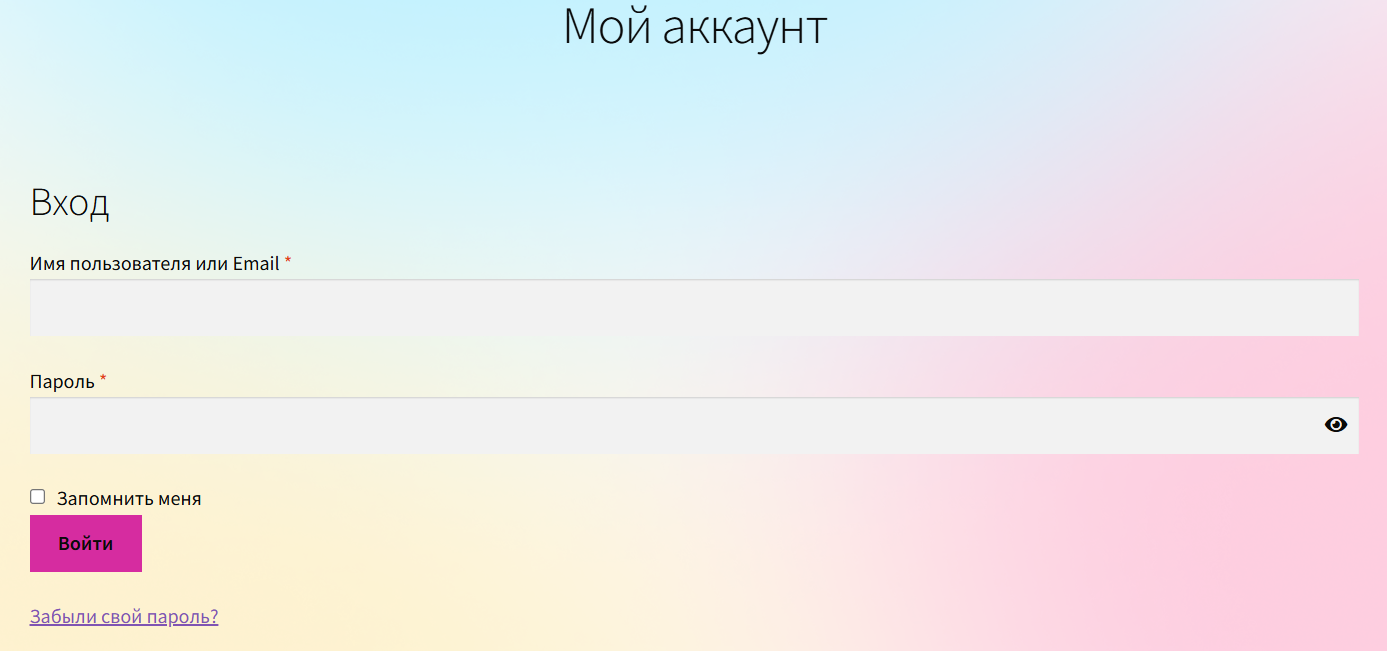 Мой аккаунт
Вход
Имя пользователя или Email *
Пароль *
Запомнить меня
Войти
Забыли свой пароль?